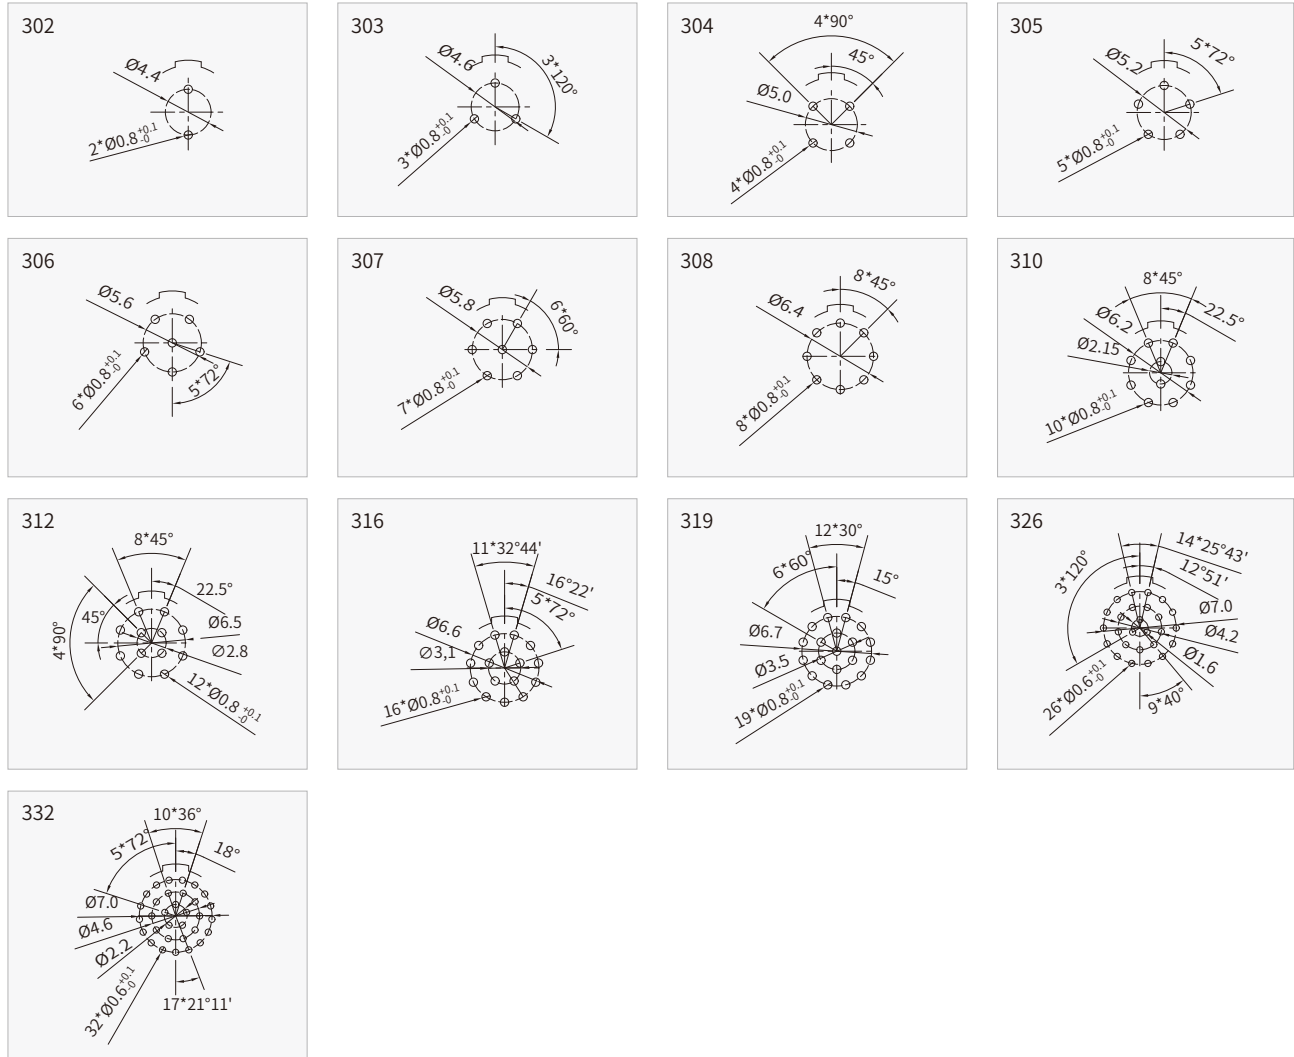 302
Ø4.4
2*Ø0.8 +0.1 -0
303
Ø4.6
3*120°
3*Ø0.8 +0.1 -0
304
4*90°
45°
Ø5.0
4*Ø0.8 +0.1 -0
305
5*72°
Ø5.2
5*Ø0.8 +0.1 -0
306
Ø5.6
6*Ø0.8 +0.1 -0
5*72°
307
Ø5.8
6*60°
7*Ø0.8 +0.1 -0
308
8*45°
Ø6.4
8*Ø0.8 +0.1 -0
310
8*45°
22.5°
Ø6.2
Ø2.15
10*Ø0.8 +0.1 -0
312
8*45°
22.5°
45°
4*90°
Ø6.5
Ø2.8
12*Ø0.8 +0.1 -0
316
11*32°44'
16°22'
5*72°
Ø6.6
Ø3,1
16*Ø0.8 +0.1 -0
319
12*30°
6*60°
15°
Ø6.7
Ø3.5
19*Ø0.8 +0.1 -0
326
14*25°43'
12°51'
3*120°
Ø7.0
Ø4.2
Ø1.6
26*Ø0.6 +0.1 -0
9*40°
332
10*36°
5*72°
18°
Ø7.0
Ø4.6
Ø2.2
32*Ø0.6 +0.1 -0
17*21°11'